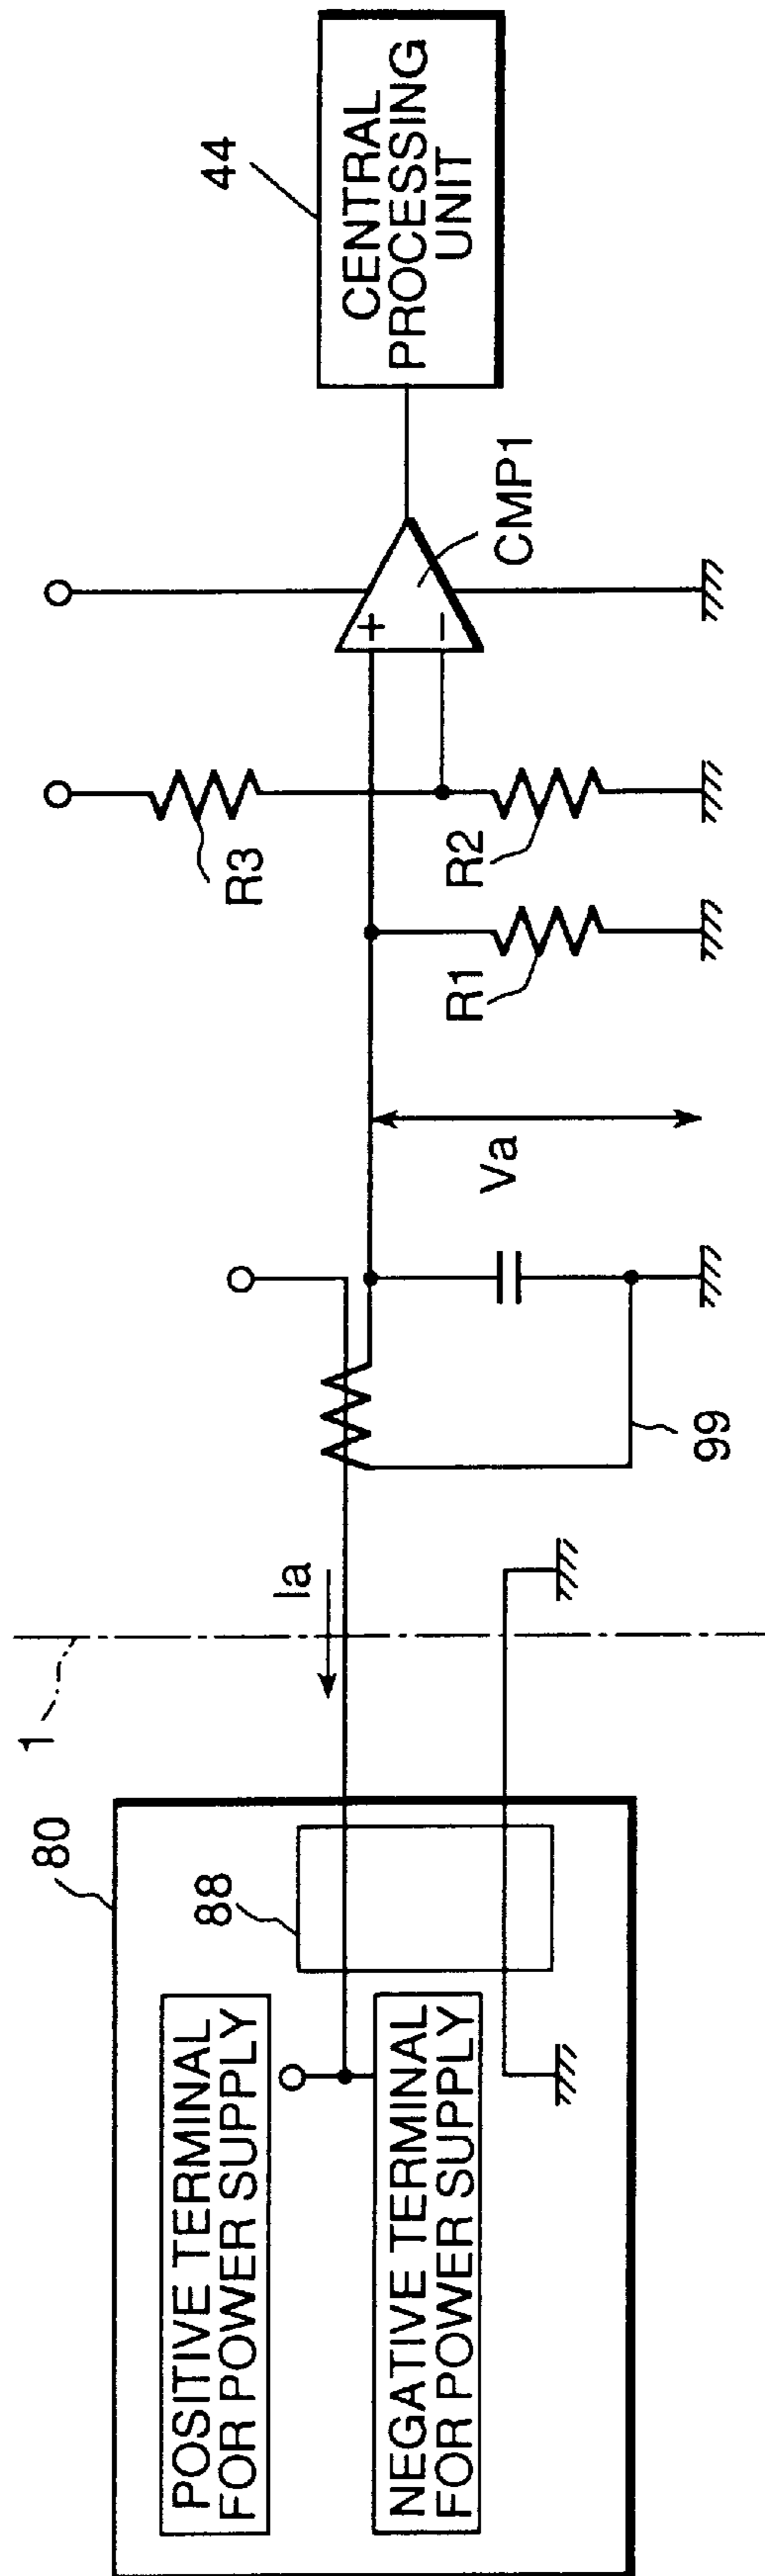 80
POSITIVE TERMINAL
FOR POWER SUPPLY
NEGATIVE TERMINAL
FOR POWER SUPPLY
88
1
Ia
99
Va
R1
R2
R3
+
−
CMP1
44
CENTRAL
PROCESSING
UNIT